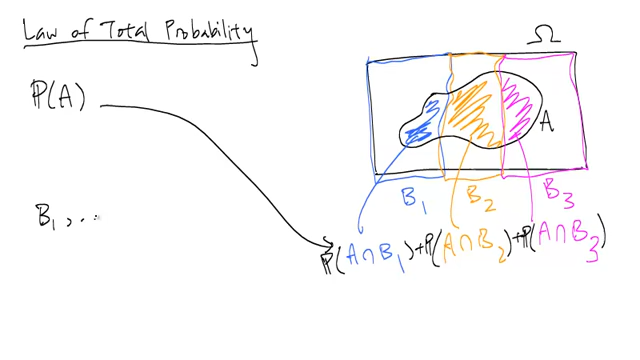 Law of Total Probability
Ω
ℙ(A)
A
B₁ B₂ B₃
B₁, ..
ℙ(A∩B₁)+ℙ(A∩B₂)+ℙ(A∩B₃)